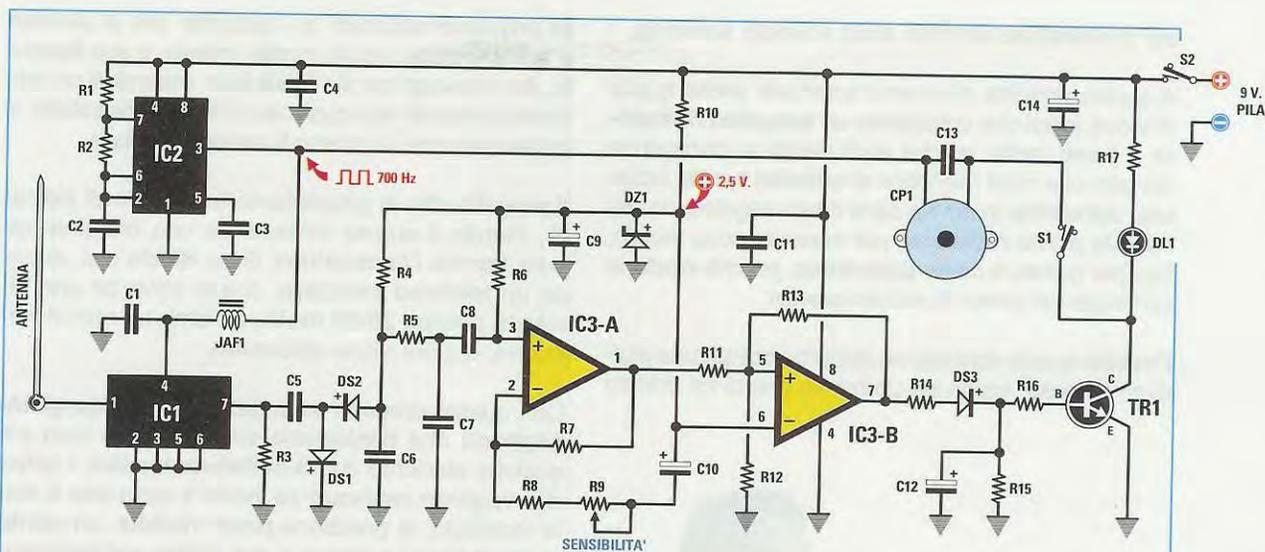 S2
9 V.
PILA
R1
4
8
C4
R10
C14
7
R2
IC2
3
C13
R17
6
2
1
5
700 Hz
2,5 V.
CP1
S1
DL1
C2
C3
DZ1
C9
C11
R4
R6
R13
ANTENNA
C1
JAF1
R5
C8
3
IC3-A
R11
5
8
IC3-B
7
R14
DS3
R16
C
B
E
TR1
4
1
IC1
7
C5
DS2
2
6
2
3
5
6
R3
DS1
C6
C7
R7
C10
R12
4
C12
R15
R8
R9
SENSIBILITA'